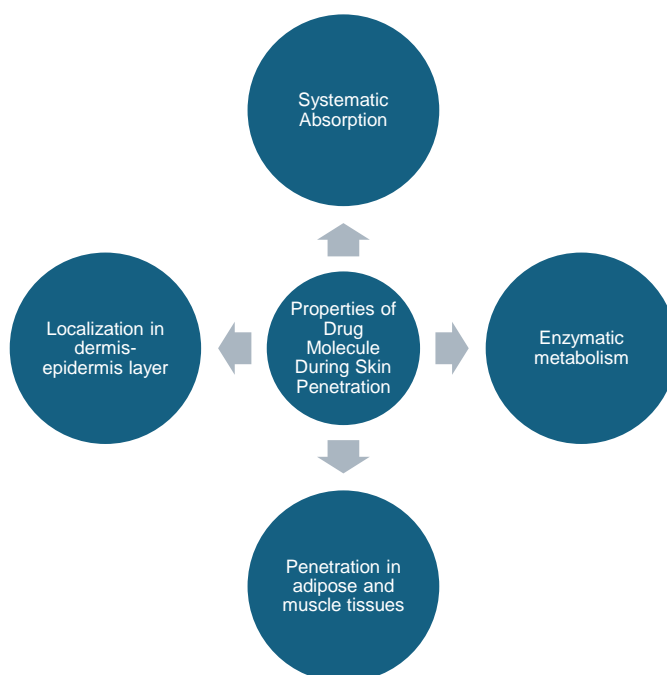 Systematic
Absorption
Localization in
dermis-
epidermis layer
Properties of
Drug
Molecule
During Skin
Penetration
Enzymatic
metabolism
Penetration in
adipose and
muscle tissues